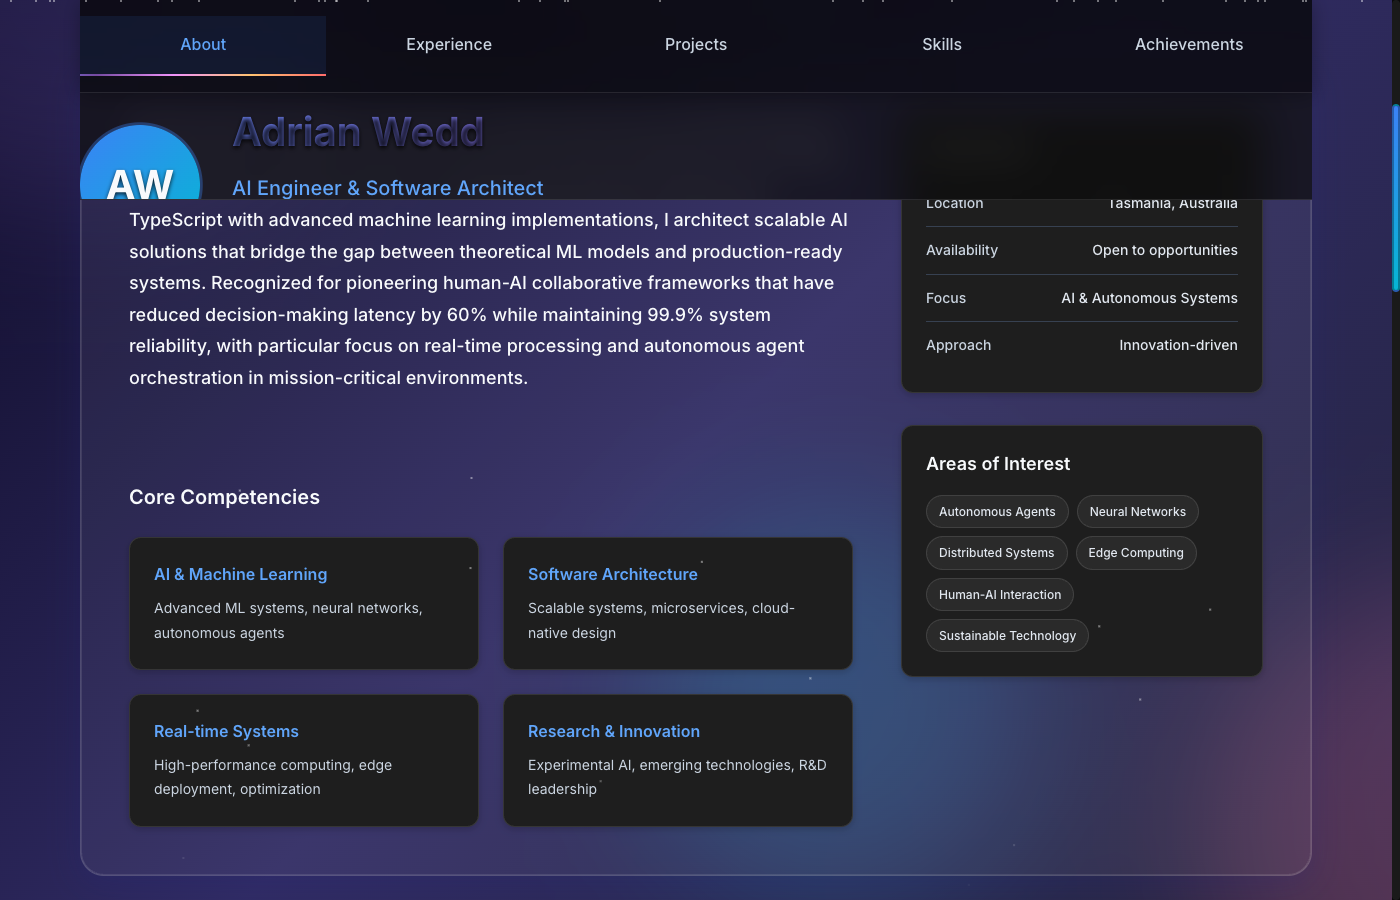 About
Experience
Projects
Skills
Achievements
Adrian Wedd
AW
AI Engineer & Software Architect
TypeScript with advanced machine learning implementations, I architect scalable AI
solutions that bridge the gap between theoretical ML models and production-ready
systems. Recognized for pioneering human-AI collaborative frameworks that have
reduced decision-making latency by 60% while maintaining 99.9% system
reliability, with particular focus on real-time processing and autonomous agent
orchestration in mission-critical environments.
Core Competencies
AI & Machine Learning
Advanced ML systems, neural networks,
autonomous agents
Software Architecture
Scalable systems, microservices, cloud-
native design
Real-time Systems
High-performance computing, edge
deployment, optimization
Research & Innovation
Experimental AI, emerging technologies, R&D
leadership
Location Tasmania, Australia
Availability Open to opportunities
Focus AI & Autonomous Systems
Approach Innovation-driven
Areas of Interest
Autonomous Agents
Neural Networks
Distributed Systems
Edge Computing
Human-AI Interaction
Sustainable Technology